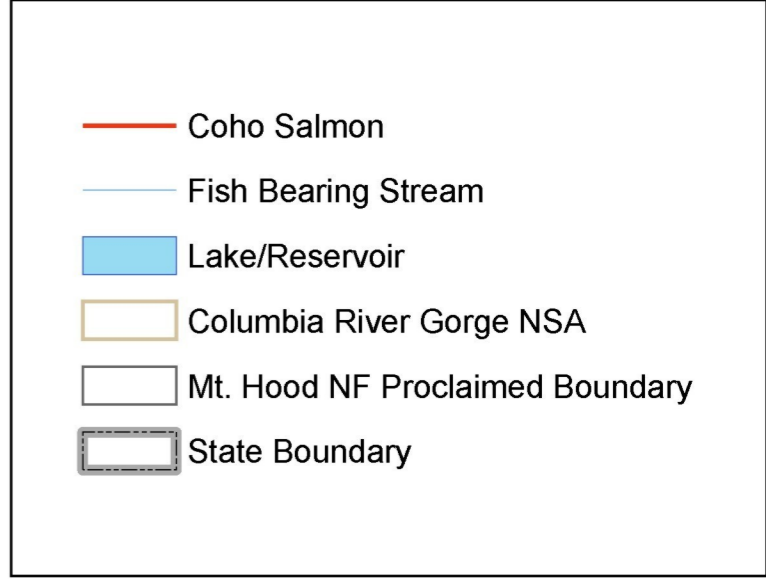 Coho Salmon
Fish Bearing Stream
Lake/Reservoir
Columbia River Gorge NSA
Mt. Hood NF Proclaimed Boundary
State Boundary